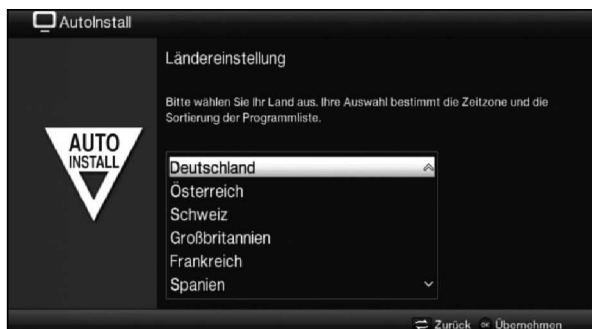 AutoInstall
Ländereinstellung
Bitte wählen Sie Ihr Land aus. Ihre Auswahl bestimmt die Zeitzone und die
Sortierung der Programmliste.
AUTO
INSTALL
Deutschland
Österreich
Schweiz
Großbritannien
Frankreich
Spanien
Zurück OK Übernehmen